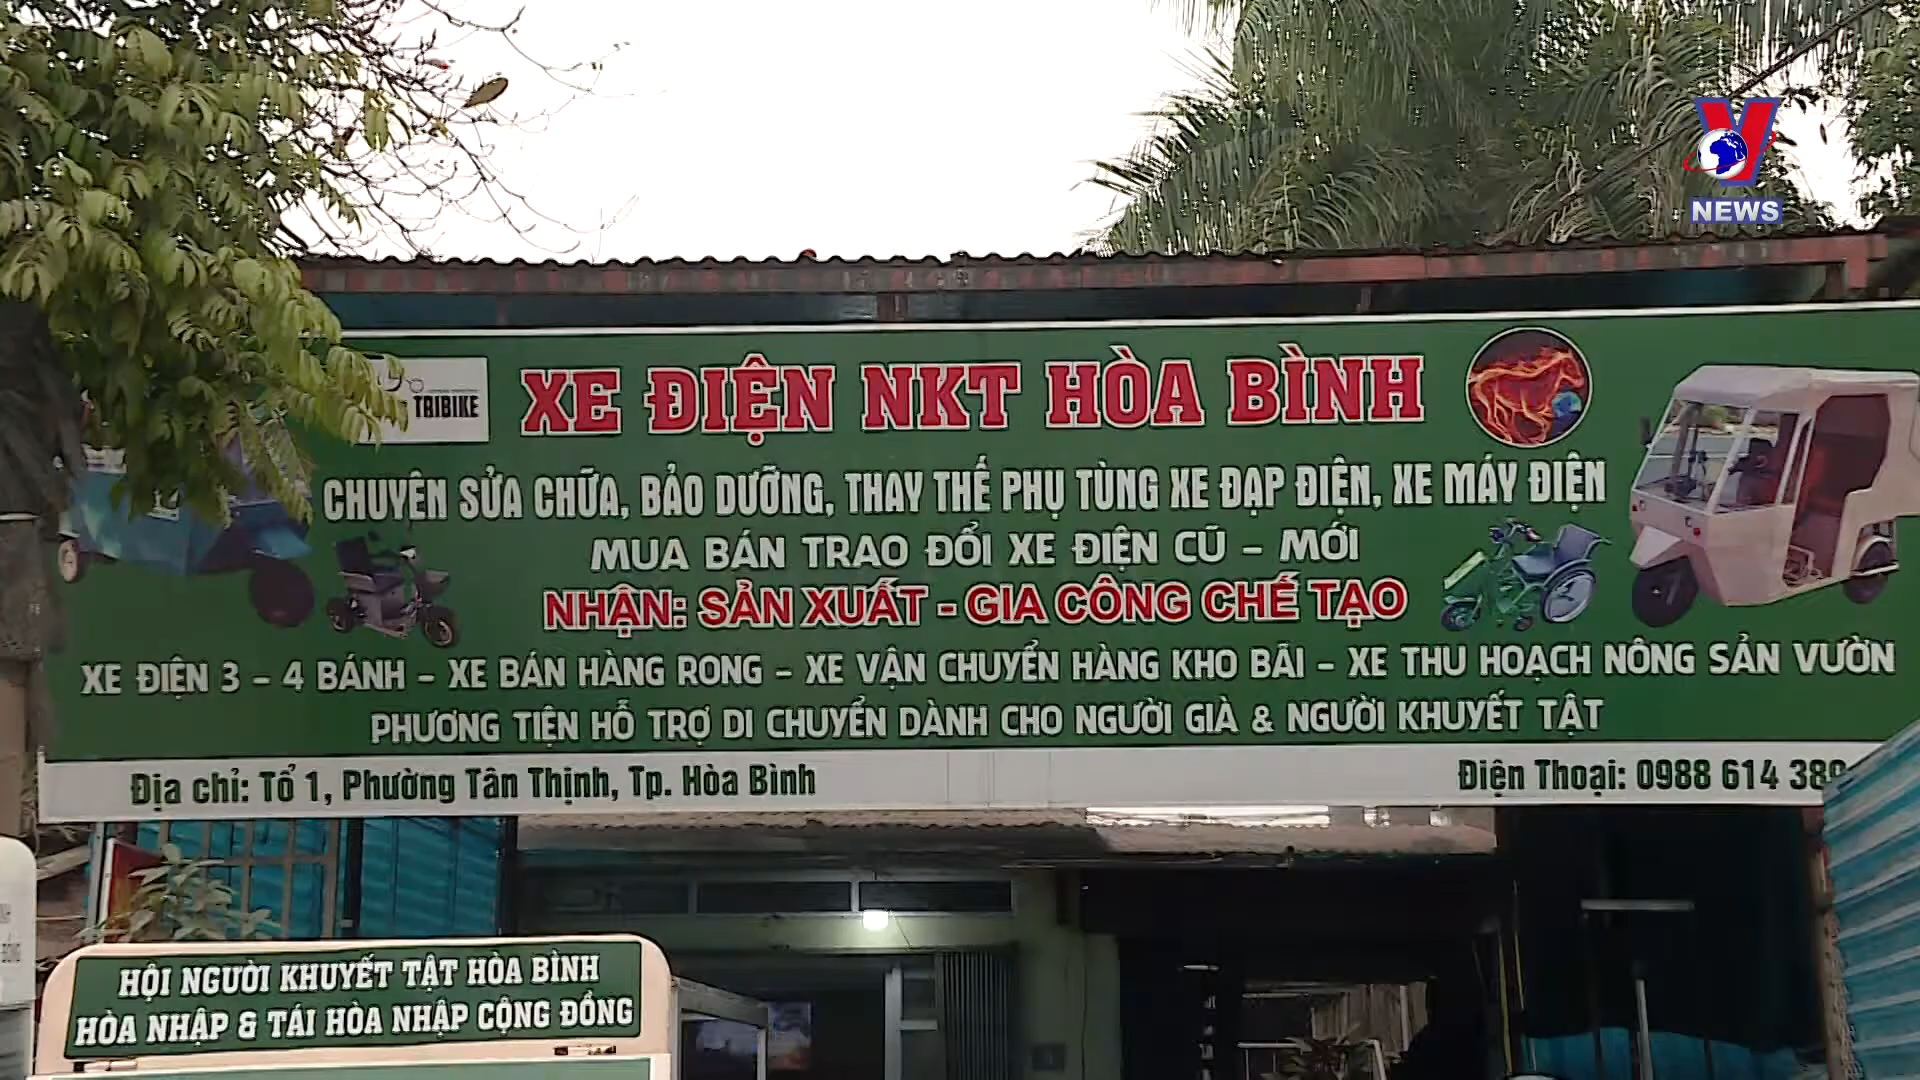 NEWS
TRIBIKE
XE ĐIỆN NKT HÒA BÌNH
CHUYÊN SỬA CHỮA, BẢO DƯỠNG, THAY THẾ PHỤ TÙNG XE ĐẠP ĐIỆN, XE MÁY ĐIỆN
MUA BÁN TRAO ĐỔI XE ĐIỆN CŨ – MỚI
NHẬN: SẢN XUẤT - GIA CÔNG CHẾ TẠO
XE ĐIỆN 3 – 4 BÁNH – XE BÁN HÀNG RONG – XE VẬN CHUYỂN HÀNG KHO BÃI – XE THU HOẠCH NÔNG SẢN VƯỜN
PHƯƠNG TIỆN HỖ TRỢ DI CHUYỂN DÀNH CHO NGƯỜI GIÀ & NGƯỜI KHUYẾT TẬT
Địa chỉ: Tổ 1, Phường Tân Thịnh, Tp. Hòa Bình
Điện Thoại: 0988 614
HỘI NGƯỜI KHUYẾT TẬT HÒA BÌNH
HÒA NHẬP & TÁI HÒA NHẬP CỘNG ĐỒNG